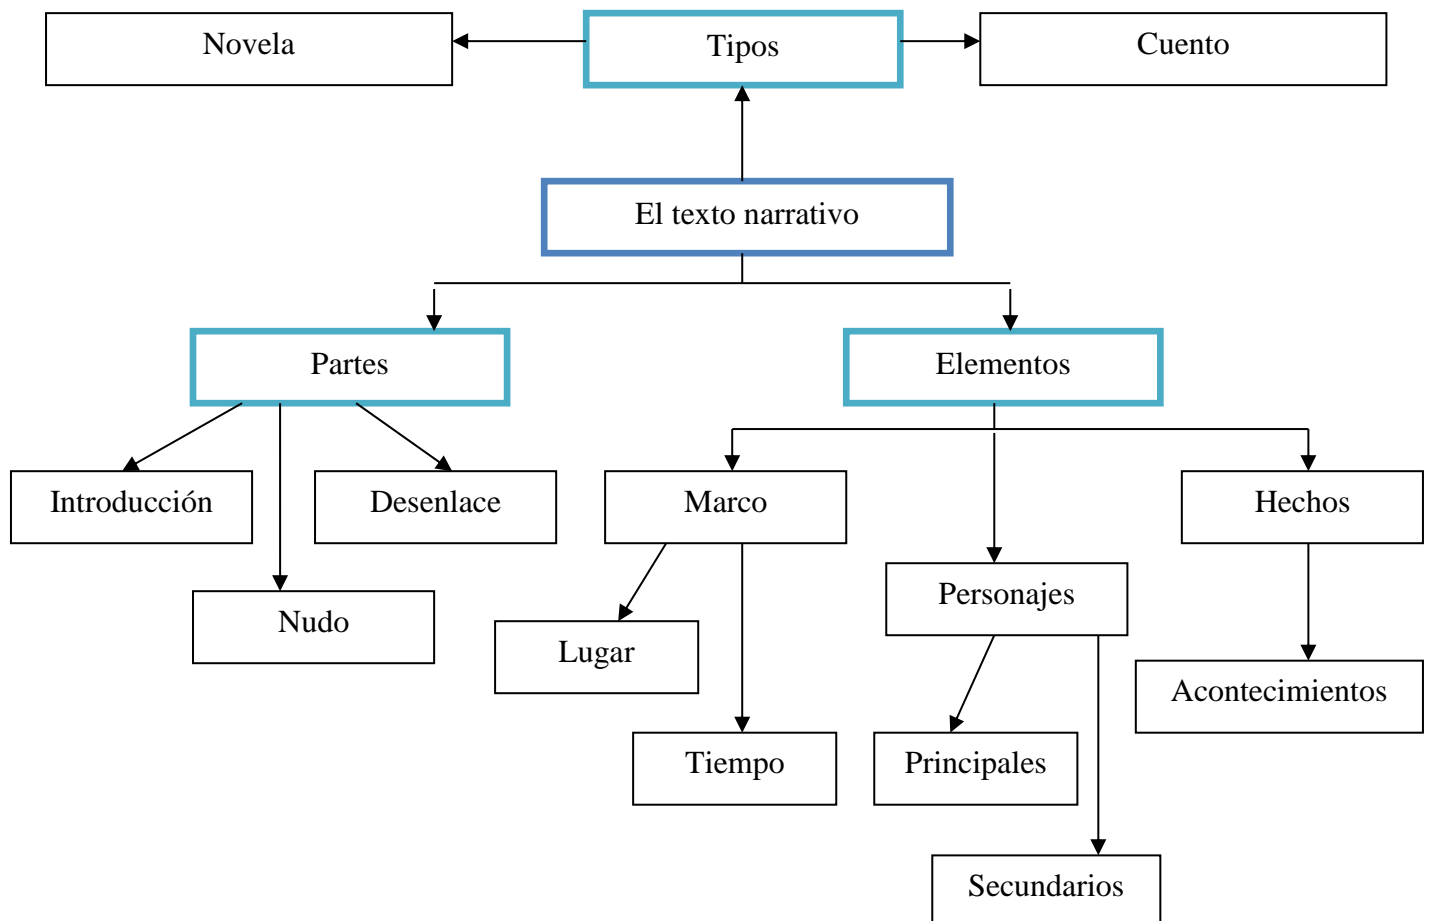 Novela
Tipos
Cuento
El texto narrativo
Partes
Elementos
Introducción
Desenlace
Marco
Hechos
Nudo
Personajes
Lugar
Acontecimientos
Tiempo
Principales
Secundarios